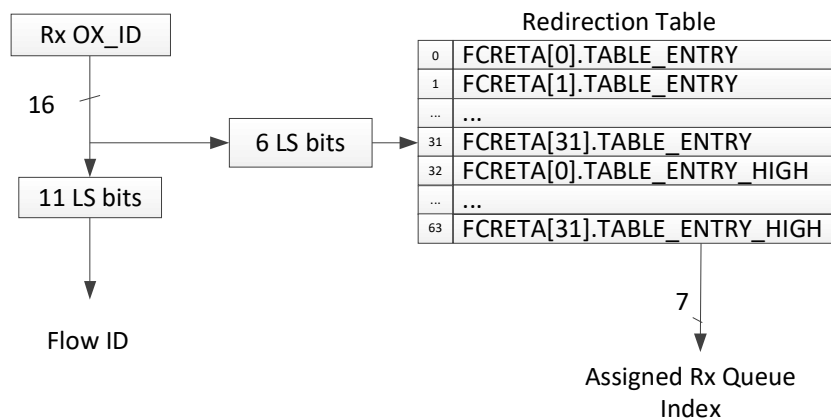 Redirection Table
Rx OX_ID
0 FCRETA[0].TABLE_ENTRY
1 FCRETA[1].TABLE_ENTRY
... ...
31 FCRETA[31].TABLE_ENTRY
32 FCRETA[0].TABLE_ENTRY_HIGH
... ...
63 FCRETA[31].TABLE_ENTRY_HIGH
16
6 LS bits
11 LS bits
7
Flow ID
Assigned Rx Queue
Index